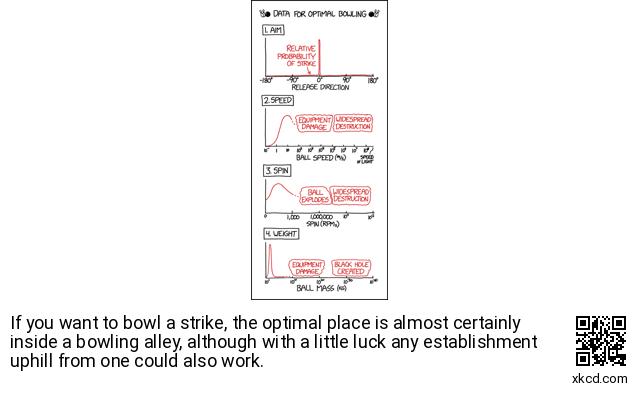 DATA FOR OPTIMAL BOWLING
1. AIM
RELATIVE
PROBABILITY
OF STRIKE
-180° -90° 0° 90° 180°
RELEASE DIRECTION
2. SPEED
EQUIPMENT
DAMAGE
WIDESPREAD
DESTRUCTION
SPEED
OF LIGHT
BALL SPEED (m/s)
3. SPIN
BALL
EXPLODES
WIDESPREAD
DESTRUCTION
0 1,000 1,000,000
SPIN (RPMs)
4. WEIGHT
EQUIPMENT
DAMAGE
BLACK HOLE
CREATED
BALL MASS (KG)
If you want to bowl a strike, the optimal place is almost certainly
inside a bowling alley, although with a little luck any establishment
uphill from one could also work.
xkcd.com